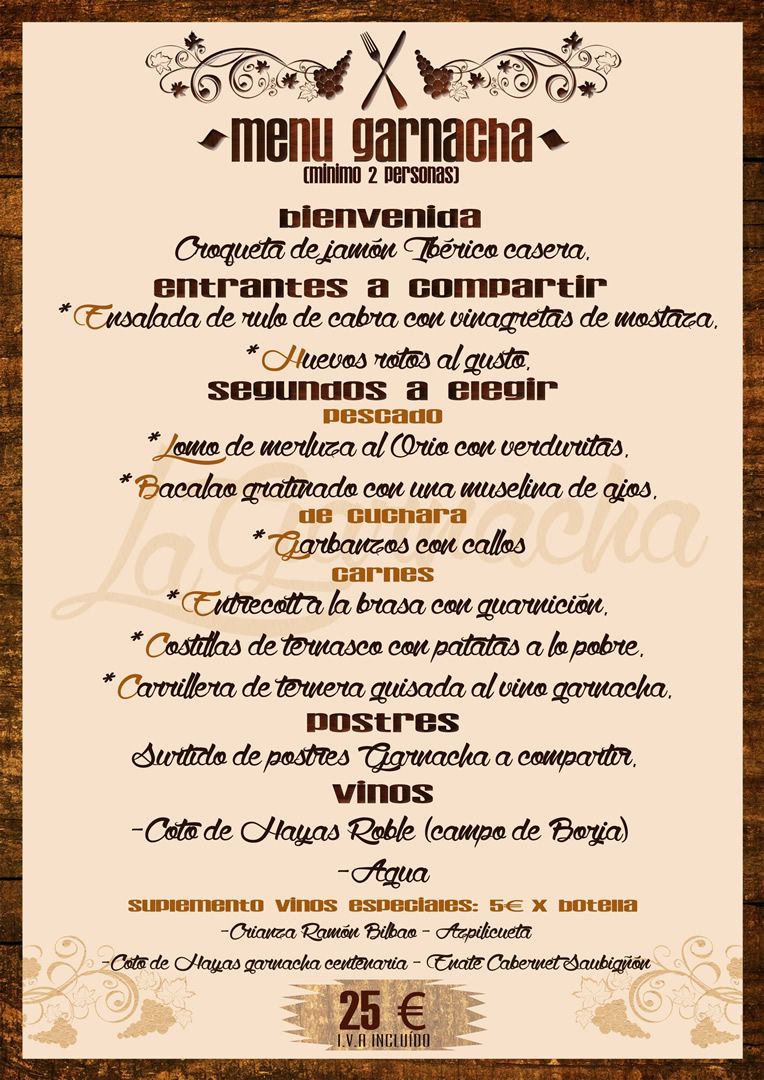 menu garnacha
(minimo 2 personas)
bienvenida
Croqueta de jamón Ibérico casera.
entrantes a compartir
* Ensalada de rulo de cabra con vinagretas de mostaza.
* Huevos rotos al gusto.
segundos a elegir
pescado
* Lomo de merluza al Orio con verduritas.
* Bacalao gratinado con una muselina de ajos.
La Garnacha
de cuchara
* Garbanzos con callos
carnes
* Entrecott a la brasa con guarnición.
* Costillas de ternasco con patatas a lo pobre.
* Carrillera de ternera guisada al vino garnacha.
postres
Surtido de postres Garnacha a compartir.
vinos
-Coto de Hayas Roble (campo de Borja)
-Agua
suplemento vinos especiales: 5€ x botella
-Crianza Ramón Bilbao - Azpilicueta
-Coto de Hayas garnacha centenaria - Enate Cabernet Saubigñón
25 €
I.V.A INCLUÍDO